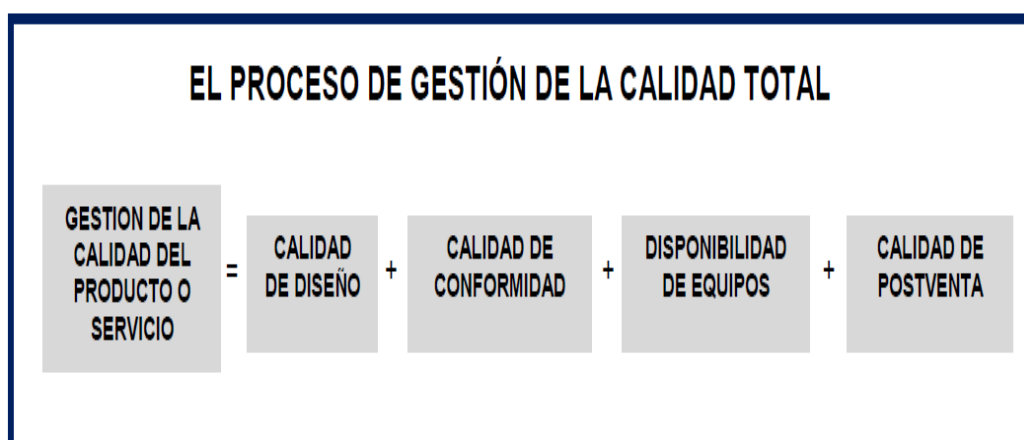 EL PROCESO DE GESTIÓN DE LA CALIDAD TOTAL
GESTION DE LA
CALIDAD DEL
PRODUCTO O
SERVICIO
=
CALIDAD
DE DISEÑO
+
CALIDAD DE
CONFORMIDAD
+
DISPONIBILIDAD
DE EQUIPOS
+
CALIDAD DE
POSTVENTA